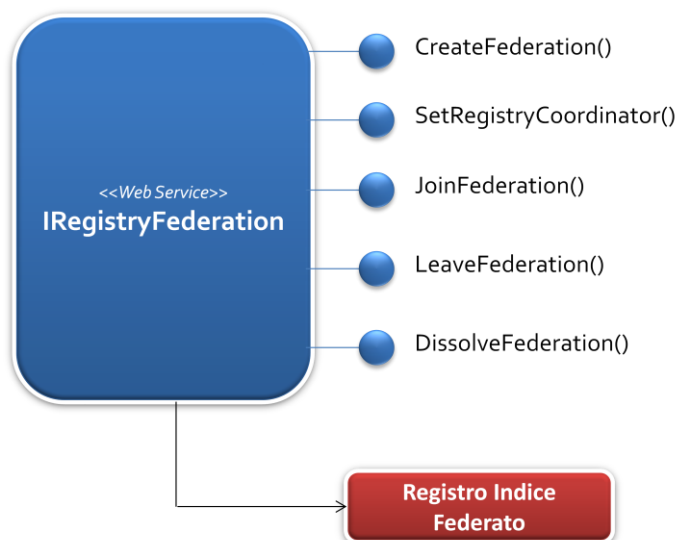 <<Web Service>>
IRegistryFederation
CreateFederation()
SetRegistryCoordinator()
JoinFederation()
LeaveFederation()
DissolveFederation()
Registro Indice
Federato